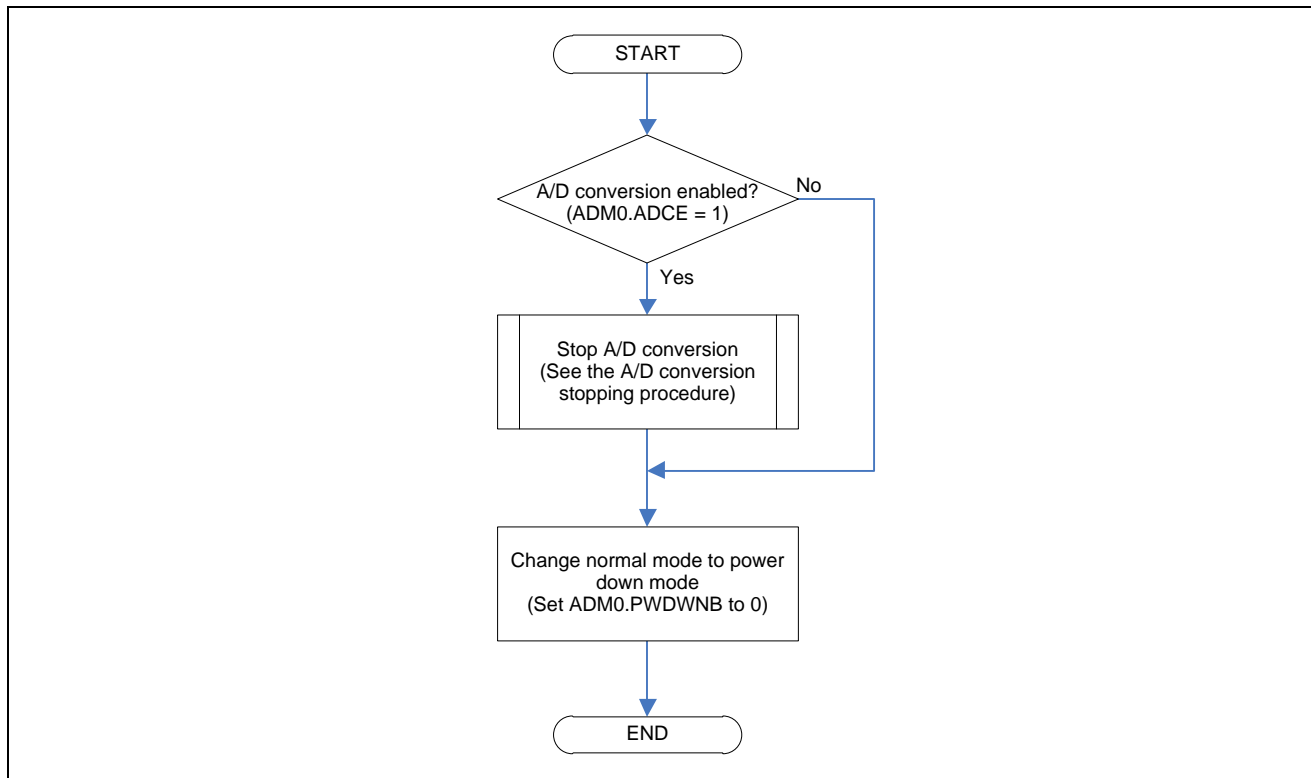 START
A/D conversion enabled?
(ADM0.ADCE = 1)
No
Yes
Stop A/D conversion
(See the A/D conversion
stopping procedure)
Change normal mode to power
down mode
(Set ADM0.PWDWNB to 0)
END